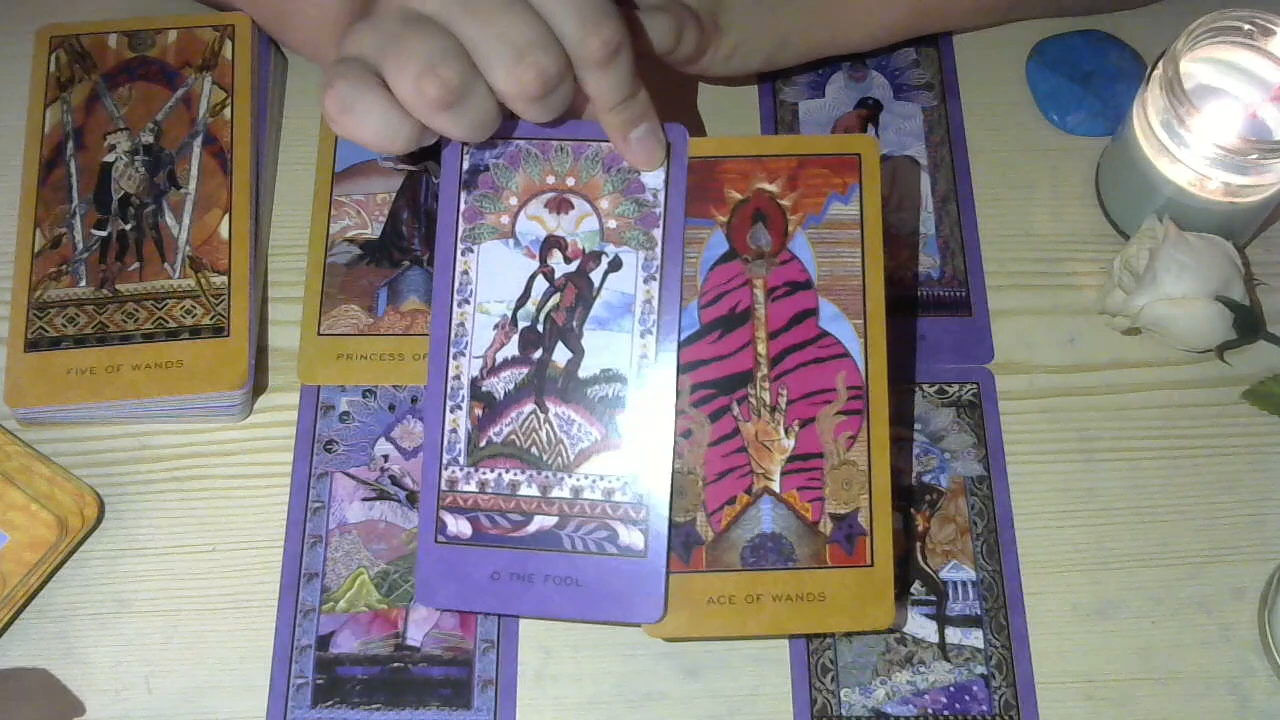 FIVE OF WANDS
PRINCESS OF
0 THE FOOL
ACE OF WANDS